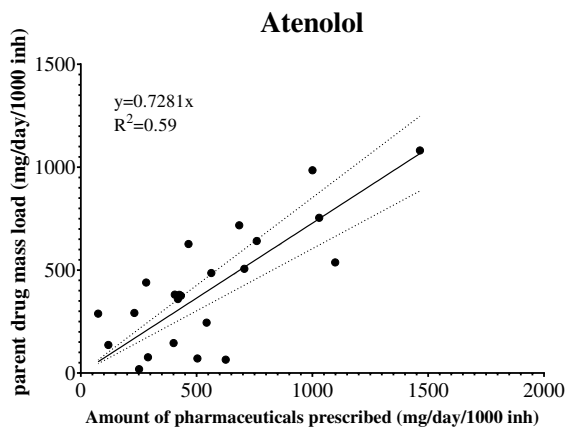 Atenolol
y=0.7281x
R²=0.59
parent drug mass load (mg/day/1000 inh)
1500
1000
500
0
0
500
1000
1500
2000
Amount of pharmaceuticals prescribed (mg/day/1000 inh)